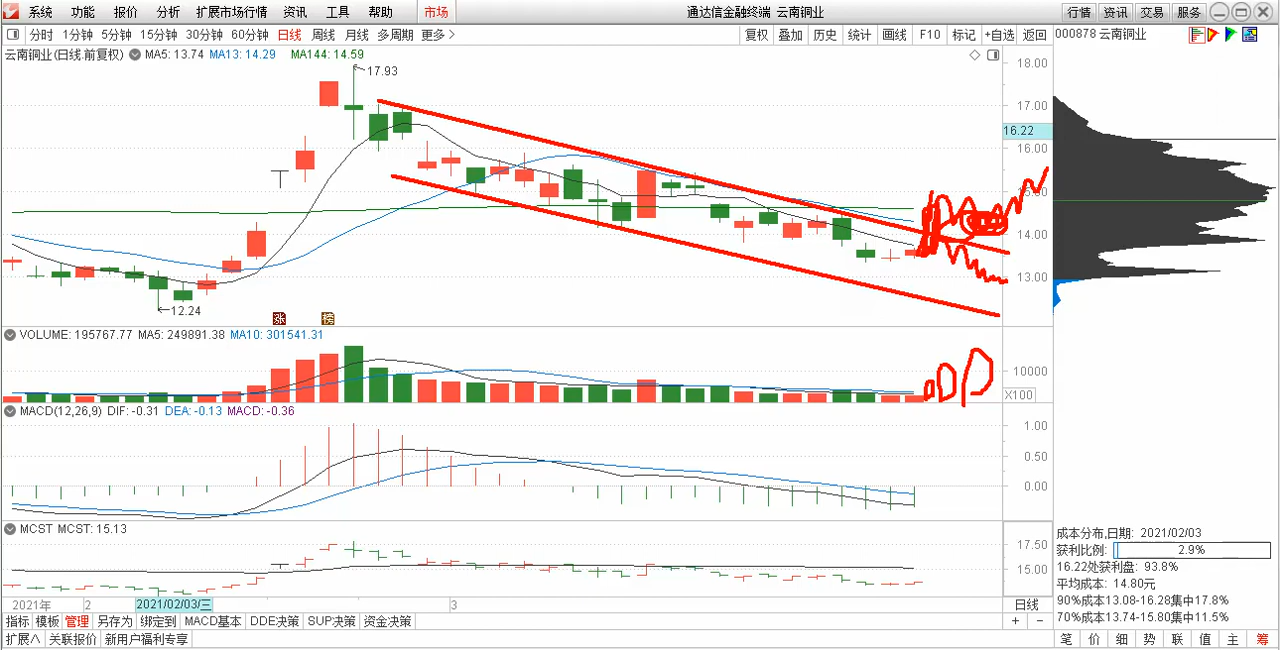 系统 功能 报价 分析 扩展市场行情 资讯 工具 帮助 市场 通达信金融终端 云南铜业 行情 资讯 交易 服务
分时 1分钟 5分钟 15分钟 30分钟 60分钟 日线 周线 月线 多周期 更多> 复权 叠加 历史 统计 画线 F10 标记 +自选 返回 000878 云南铜业
云南铜业(日线.前复权) MA5: 13.74 MA13: 14.29 MA144: 14.59
18.00
17.93
17.00
16.22
16.00
15.00
14.00
13.00
12.24
涨 榜
VOLUME: 195767.77 MA5: 249891.38 MA10: 301541.31
10000
X100
MACD(12,26,9) DIF: -0.31 DEA: -0.13 MACD: -0.36
1.00
0.50
0.00
MCST MCST: 15.13
17.50
15.00
成本分布,日期: 2021/02/03
获利比例: 2.9%
16.22处获利盘: 93.8%
平均成本: 14.80元
90%成本13.08-16.28集中17.8%
70%成本13.74-15.80集中11.5%
2021年 2 2021/02/03/三 3 日线
指标 模板 管理 另存为 绑定到 MACD基本 DDE决策 SUP决策 资金决策 + -
扩展∧ 关联报价 新用户福利专享 笔 价 细 势 联 值 主 筹